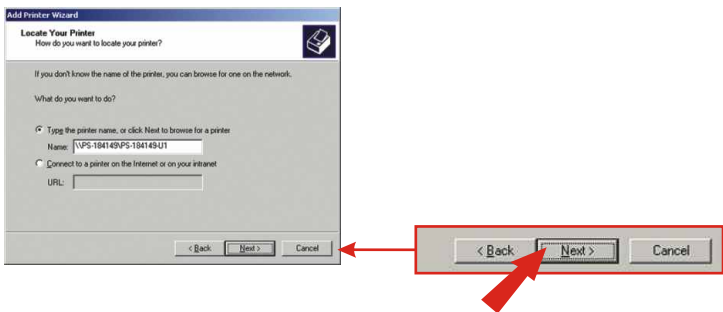 Add Printer Wizard
Locate Your Printer
How do you want to locate your printer?
If you don't know the name of the printer, you can browse for one on the network.
What do you want to do?
Type the printer name, or click Next to browse for a printer
Name: \\PS-184149\PS-184149-U1
Connect to a printer on the Internet or on your intranet
URL:
< Back Next > Cancel
< Back Next > Cancel